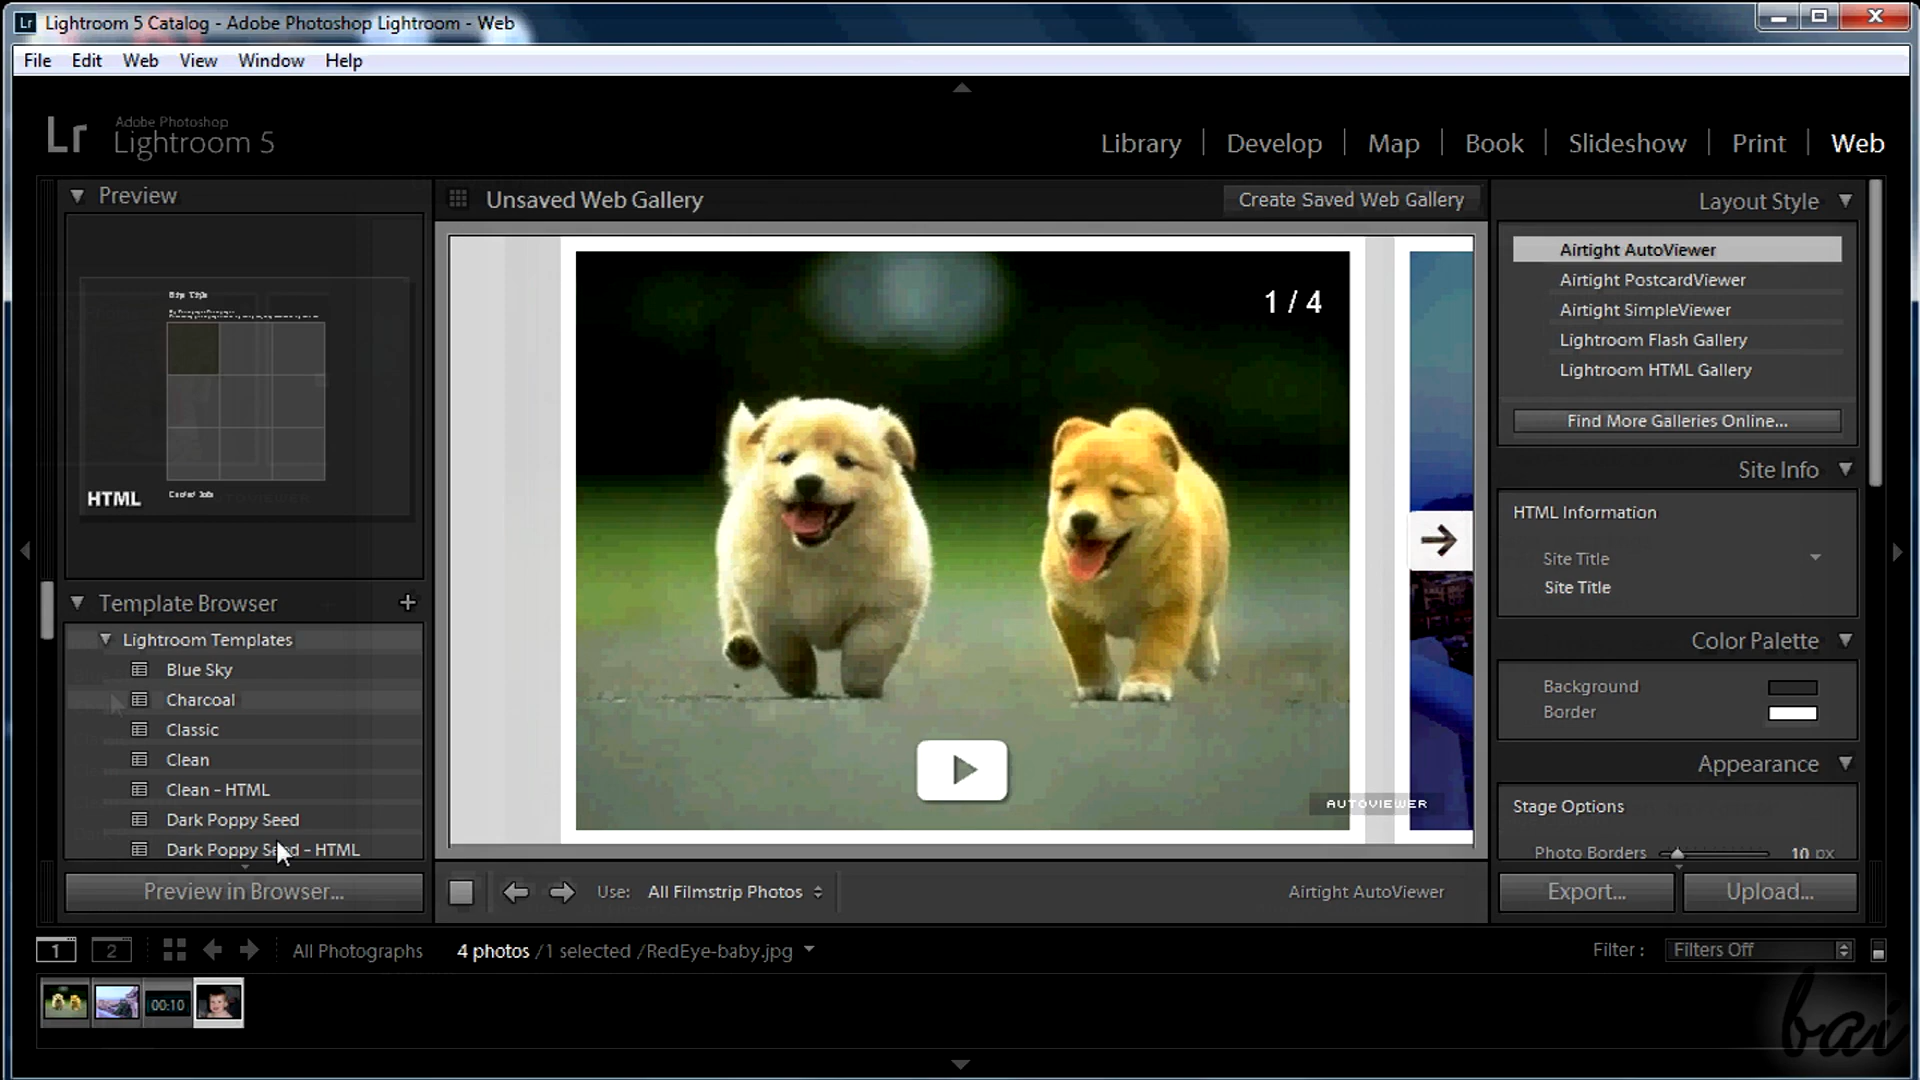 Lr Lightroom 5 Catalog - Adobe Photoshop Lightroom - Web
File Edit Web View Window Help
Lr Adobe Photoshop
Lightroom 5
Library | Develop | Map | Book | Slideshow | Print | Web
Preview
Unsaved Web Gallery
Create Saved Web Gallery
Layout Style
1 / 4
Airtight AutoViewer
Airtight PostcardViewer
Airtight SimpleViewer
Lightroom Flash Gallery
Lightroom HTML Gallery
Find More Galleries Online...
Site Title
HTML
Site Info
HTML Information
Site Title
Site Title
Template Browser +
Lightroom Templates
Blue Sky
Charcoal
Classic
Clean
Clean - HTML
Dark Poppy Seed
Dark Poppy Seed - HTML
Color Palette
Background
Border
Appearance
Stage Options
Photo Borders 10 px
AUTOVIEWER
Preview in Browser...
Use: All Filmstrip Photos
Airtight AutoViewer
Export...
Upload...
1 2 All Photographs 4 photos /1 selected /RedEye-baby.jpg
Filter : Filters Off
00:10
bai